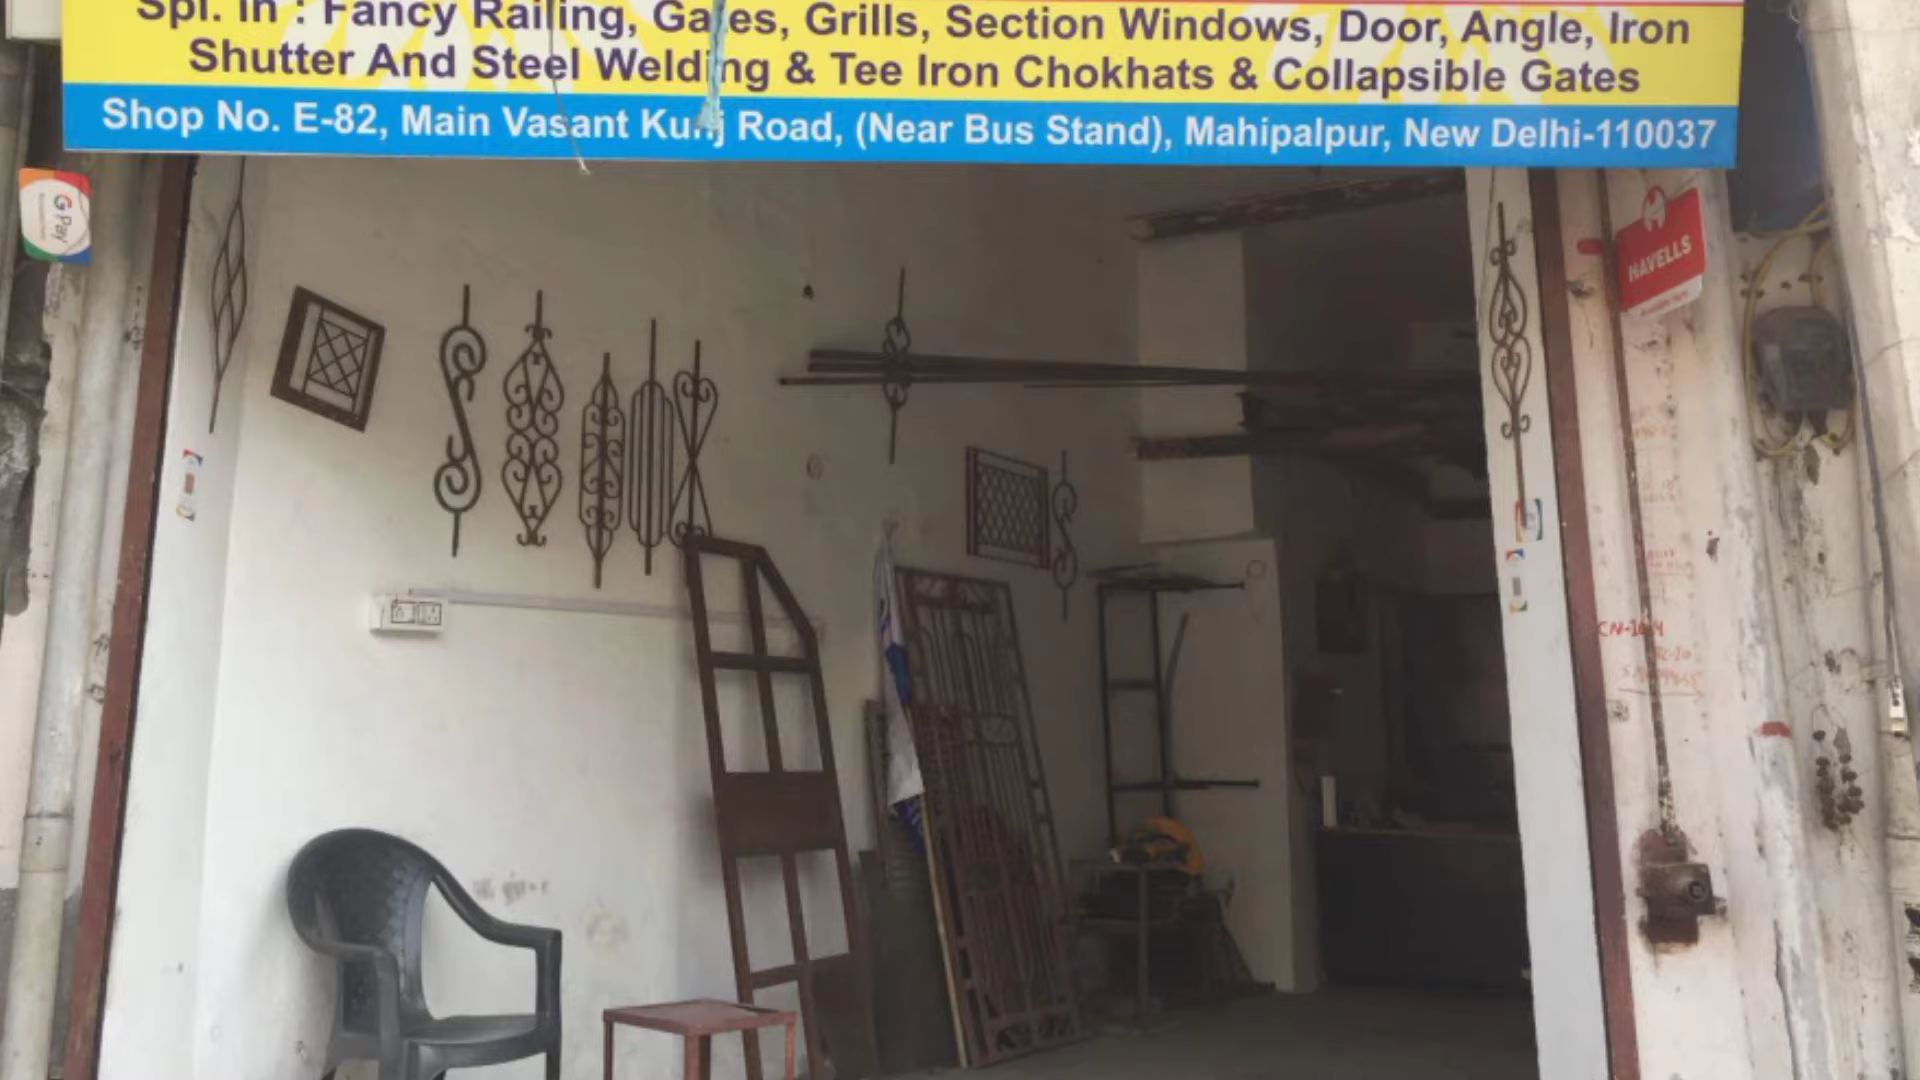 Spl. in : Fancy Railing, Gates, Grills, Section Windows, Door, Angle, Iron
Shutter And Steel Welding & Tee Iron Chokhats & Collapsible Gates
Shop No. E-82, Main Vasant Kunj Road, (Near Bus Stand), Mahipalpur, New Delhi-110037
G Pay
HAVELLS